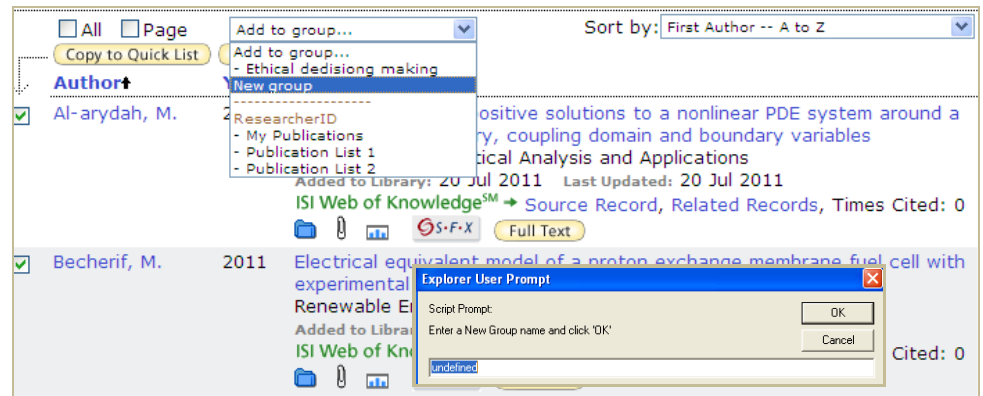 All Page Add to group... Sort by: First Author -- A to Z
Copy to Quick List Add to group...
- Ethical dedisiong making
Author New group
--------------------
Al-arydah, M. 2 ResearcherID ositive solutions to a nonlinear PDE system around a
- My Publications ry, coupling domain and boundary variables
- Publication List 1 tical Analysis and Applications
- Publication List 2
Added to Library: 20 Jul 2011 Last Updated: 20 Jul 2011
ISI Web of Knowledge℠ → Source Record, Related Records, Times Cited: 0
S·F·X Full Text
Becherif, M. 2011 Electrical equivalent model of a proton exchange membrane fuel cell with
experimental Explorer User Prompt
Renewable E Script Prompt: OK
Added to Libra Enter a New Group name and click 'OK' Cancel
ISI Web of Kn Cited: 0
undefined